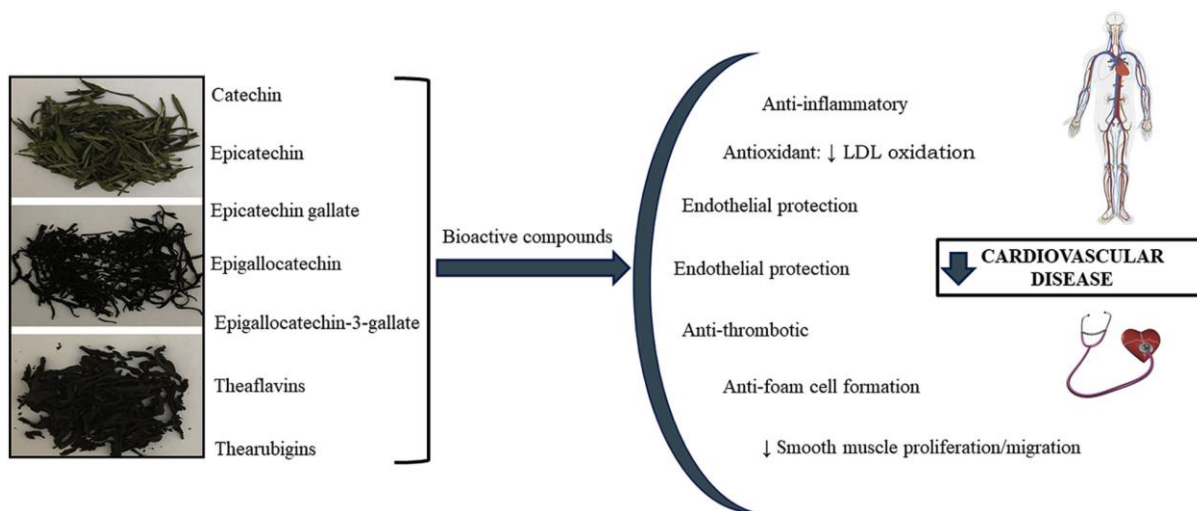 Catechin
Epicatechin
Epicatechin gallate
Epigallocatechin
Epigallocatechin-3-gallate
Theaflavins
Thearubigins
Bioactive compounds
Anti-inflammatory
Antioxidant: ↓ LDL oxidation
Endothelial protection
Endothelial protection
Anti-thrombotic
Anti-foam cell formation
↓ Smooth muscle proliferation/migration
CARDIOVASCULAR
DISEASE